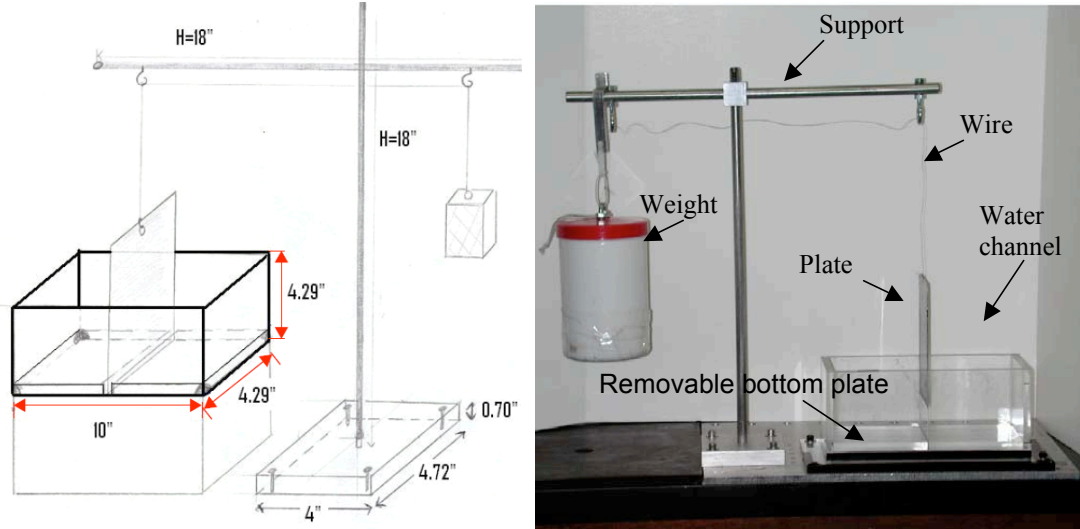 H=18"
H=18"
4.29"
4.29"
10"
0.70"
4.72"
4"
Support
Wire
Weight
Water
channel
Plate
Removable bottom plate